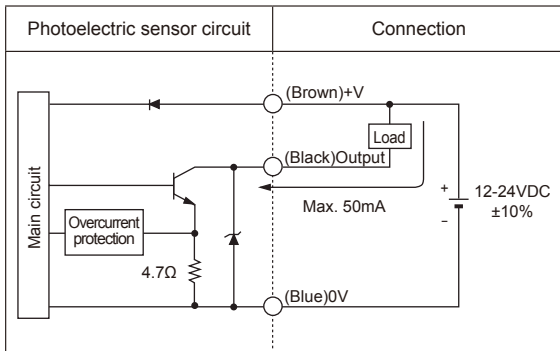 Photoelectric sensor circuit
Connection
(Brown)+V
Load
(Black)Output
Max. 50mA
+
12-24VDC
±10%
−
Main circuit
Overcurrent
protection
4.7Ω
(Blue)0V